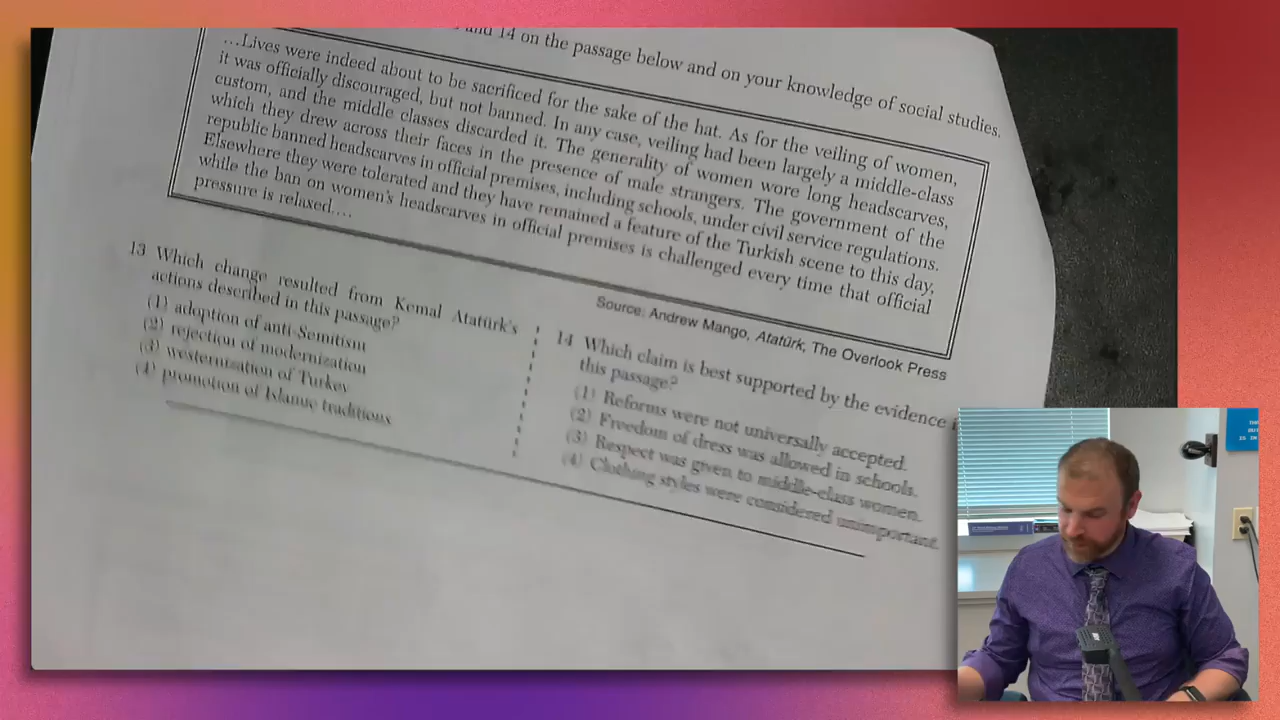 14 on the passage below and on your knowledge of social studies.
…Lives were indeed about to be sacrificed for the sake of the hat. As for the veiling of women,
it was officially discouraged, but not banned. In any case, veiling had been largely a middle-class
custom, and the middle classes discarded it. The generality of women wore long headscarves,
which they drew across their faces in the presence of male strangers. The government of the
republic banned headscarves in official premises, including schools, under civil service regulations.
Elsewhere they were tolerated and they have remained a feature of the Turkish scene to this day,
while the ban on women's headscarves in official premises is challenged every time that official
pressure is relaxed….
Source: Andrew Mango, Atatürk, The Overlook Press
13 Which change resulted from Kemal Atatürk's
actions described in this passage?
(1) adoption of anti-Semitism
(2) rejection of modernization
(3) westernization of Turkey
(4) promotion of Islamic traditions
14 Which claim is best supported by the evidence
this passage?
(1) Reforms were not universally accepted.
(2) Freedom of dress was allowed in schools.
(3) Respect was given to middle-class women.
(4) Clothing styles were considered unimportant.